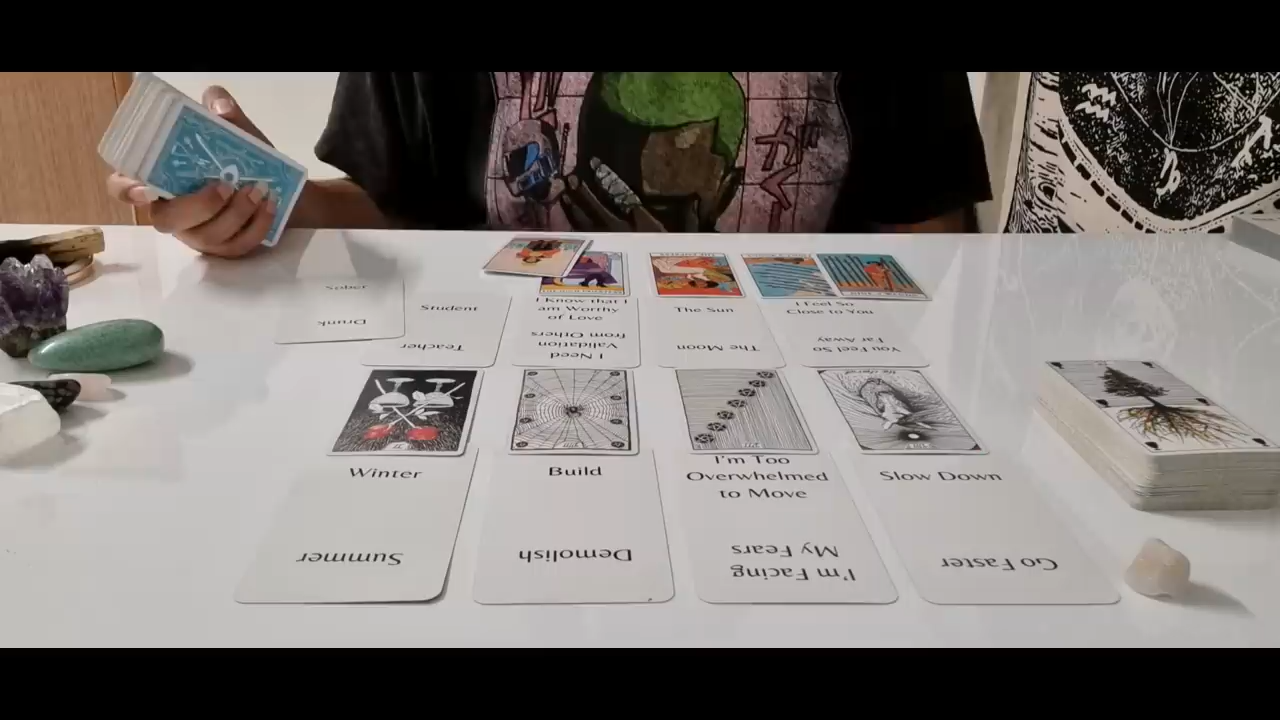 Sober
Drunk
Student
Teacher
I Know that I
am Worthy
of Love
I Need
Validation
from Others
The Sun
The Moon
I Feel So
Close to You
You Feel So
Far Away
Winter
Summer
Build
Demolish
I'm Too
Overwhelmed
to Move
I'm Facing
My Fears
Slow Down
Go Faster